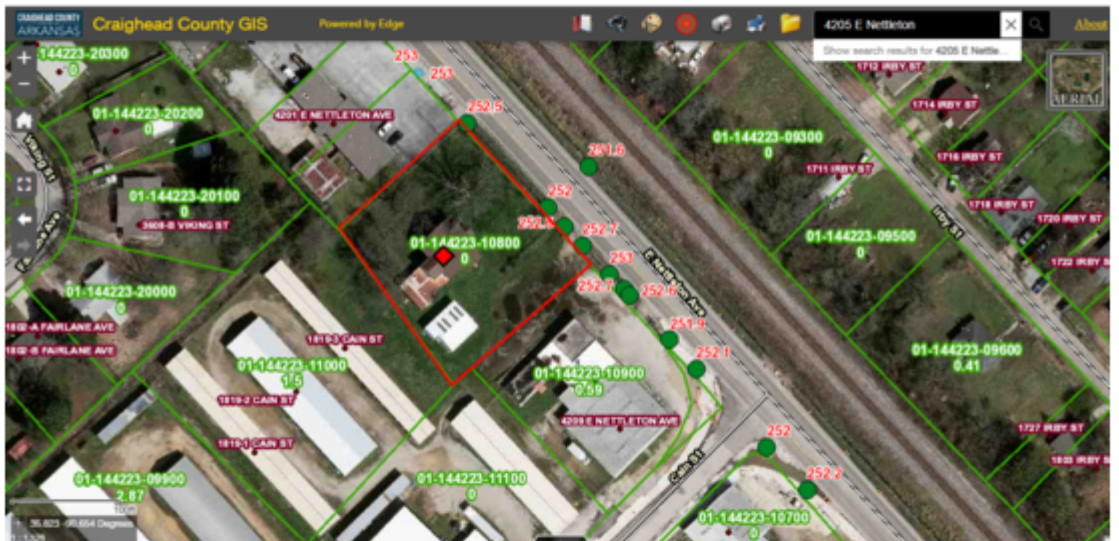 CRAIGHEAD COUNTY
ARKANSAS
Craighead County GIS
Powered by Edge
4205 E Nettleton
About
Show search results for 4205 E Nettle...
144223-20300
0
253
253
1712 IRBY ST
AERIAL
252.5
1714 IRBY ST
01-144223-20200
0
4201 E NETTLETON AVE
01-144223-09300
0
251.6
1716 IRBY ST
1711 IRBY ST
Viking St
01-144223-20100
0
3608-B VIKING ST
252
1718 IRBY ST
1720 IRBY ST
Irby St
252.7
01-144223-10800
0
01-144223-09500
0
253
1722 IRBY S
E Nettleton Ave
252.7
252.6
01-144223-20000
0
1802-A FAIRLANE AVE
1802-B FAIRLANE AVE
1819-3 CAIN ST
251.9
252.1
01-144223-09600
0.41
01-144223-11000
1.5
01-144223-10900
0.59
1819-2 CAIN ST
4209 E NETTLETON AVE
1727 IRBY ST
1819-1 CAIN ST
252
Cain St
1803 IRBY S
01-144223-09900
2.87
01-144223-11100
0
252.2
100ft
01-144223-10700
0